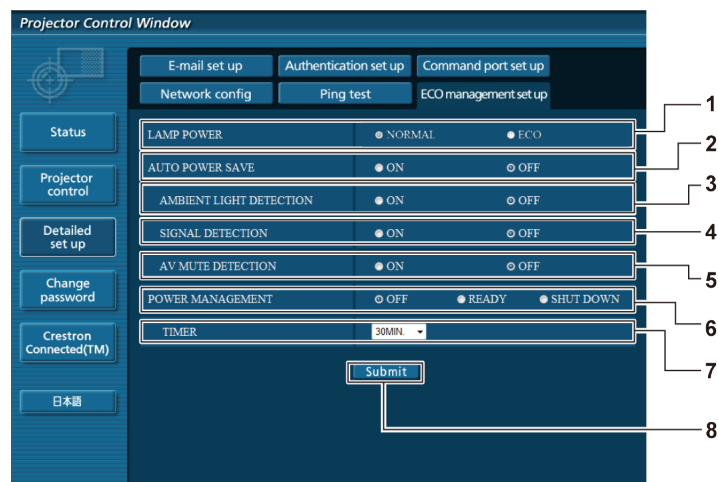 Projector Control Window
E-mail set up Authentication set up Command port set up
Network config Ping test ECO management set up
1
Status
LAMP POWER NORMAL ECO
2
AUTO POWER SAVE ON OFF
Projector
control
3
AMBIENT LIGHT DETECTION ON OFF
Detailed
set up
SIGNAL DETECTION ON OFF
4
AV MUTE DETECTION ON OFF
5
Change
password
POWER MANAGEMENT OFF READY SHUT DOWN
6
Crestron
Connected(TM)
TIMER 30MIN.
7
Submit
日本語
8